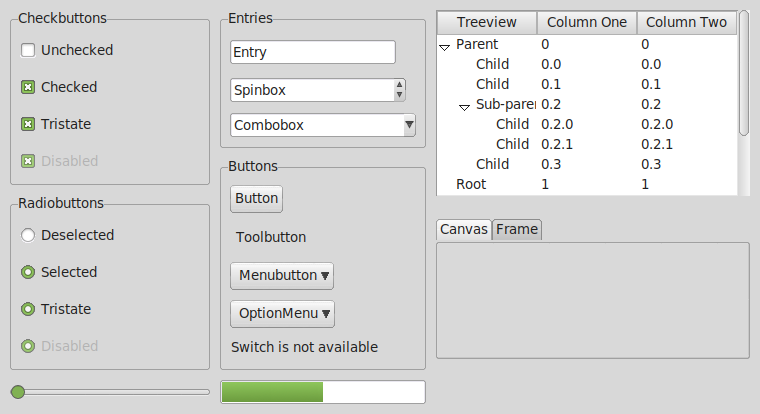 Checkbuttons
Unchecked
Checked
Tristate
Disabled
Radiobuttons
Deselected
Selected
Tristate
Disabled
Entries
Entry
Spinbox
Combobox
Buttons
Button
Toolbutton
Menubutton
OptionMenu
Switch is not available
Treeview Column One Column Two
Parent 0 0
Child 0.0 0.0
Child 0.1 0.1
Sub-parer 0.2 0.2
Child 0.2.0 0.2.0
Child 0.2.1 0.2.1
Child 0.3 0.3
Root 1 1
Canvas Frame